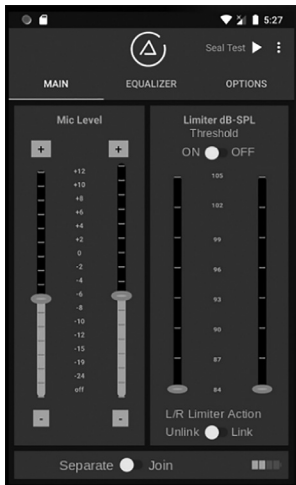 5:27
Seal Test
MAIN EQUALIZER OPTIONS
Mic Level
+ +
+12
+10
+8
+6
+4
+2
0
-2
-4
-6
-8
-10
-12
-15
-19
-24
off
- -
Limiter dB-SPL
Threshold
ON OFF
105
102
99
96
93
90
87
84
L/R Limiter Action
Unlink Link
Separate Join